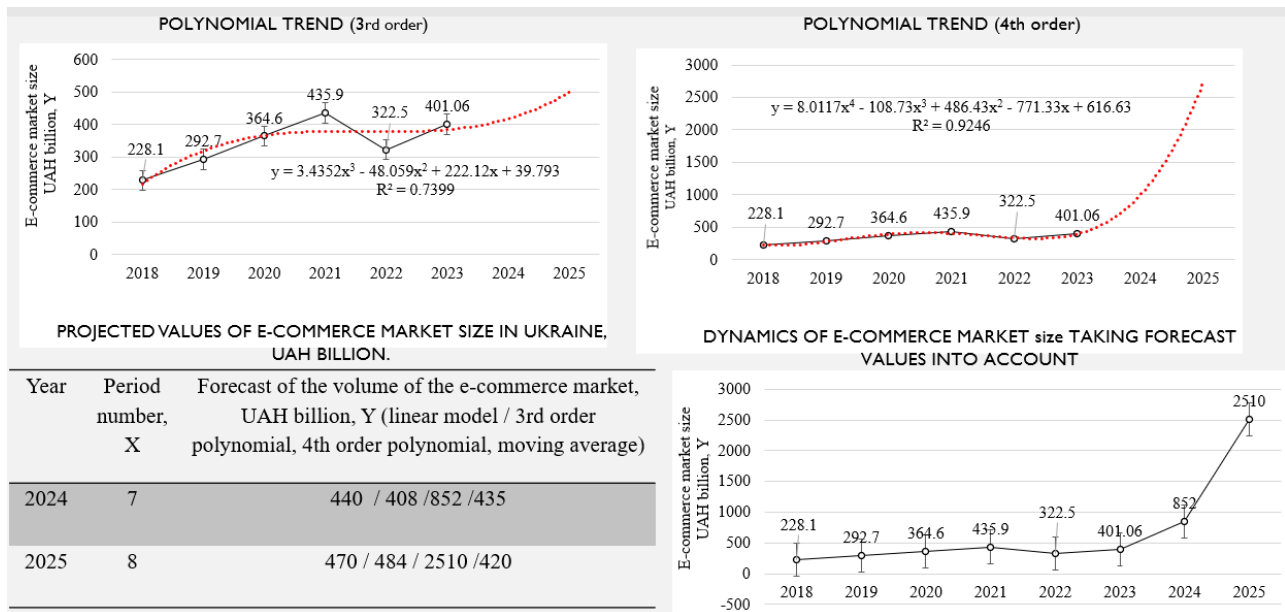 POLYNOMIAL TREND (3rd order)
E-commerce market size
UAH billion, Y
600
500
400
300
200
100
0
228.1
292.7
364.6
435.9
322.5
401.06
y = 3.4352x³ - 48.059x² + 222.12x + 39.793
R² = 0.7399
2018 2019 2020 2021 2022 2023 2024 2025
POLYNOMIAL TREND (4th order)
E-commerce market size
UAH billion, Y
3000
2500
2000
1500
1000
500
0
y = 8.0117x⁴ - 108.73x³ + 486.43x² - 771.33x + 616.63
R² = 0.9246
228.1
292.7
364.6
435.9
322.5
401.06
2018 2019 2020 2021 2022 2023 2024 2025
PROJECTED VALUES OF E-COMMERCE MARKET SIZE IN UKRAINE,
UAH BILLION.
Year Period number, X Forecast of the volume of the e-commerce market,
UAH billion, Y (linear model / 3rd order
polynomial, 4th order polynomial, moving average)
2024 7 440 / 408 /852 /435
2025 8 470 / 484 / 2510 /420
DYNAMICS OF E-COMMERCE MARKET size TAKING FORECAST
VALUES INTO ACCOUNT
E-commerce market size
UAH billion, Y
3000
2500
2000
1500
1000
500
0
-500
228.1
292.7
364.6
435.9
322.5
401.06
852
2510
2018 2019 2020 2021 2022 2023 2024 2025